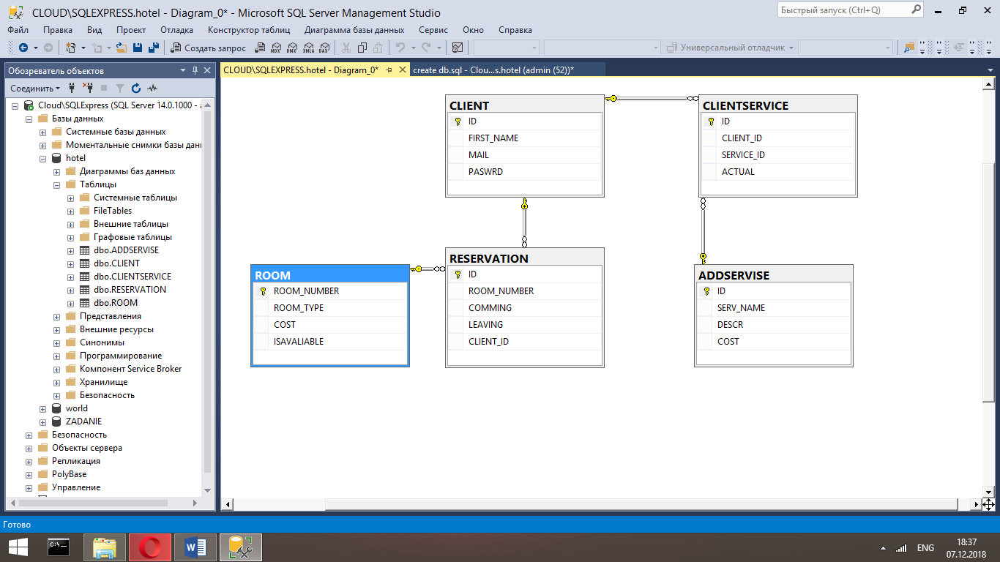 CLOUD\SQLEXPRESS.hotel - Diagram_0* - Microsoft SQL Server Management Studio
Быстрый запуск (Ctrl+Q)
Файл Правка Вид Проект Отладка Конструктор таблиц Диаграмма базы данных Сервис Окно Справка
Создать запрос MDX DMX XMLA DAX Универсальный отладчик
Обозреватель объектов
Соединить
Cloud\SQLExpress (SQL Server 14.0.1000 -
Базы данных
Системные базы данных
Моментальные снимки базы
hotel
Диаграммы баз данных
Таблицы
Системные таблицы
FileTables
Внешние таблицы
Графовые таблицы
dbo.ADDSERVISE
dbo.CLIENT
dbo.CLIENTSERVICE
dbo.RESERVATION
dbo.ROOM
Представления
Внешние ресурсы
Синонимы
Программирование
Компонент Service Broker
Хранилище
Безопасность
world
ZADANIE
Безопасность
Объекты сервера
Репликация
PolyBase
Управление
CLOUD\SQLEXPRESS.hotel - Diagram_0*
create db.sql - Clou...s.hotel (admin (52))*
CLIENT
ID
FIRST_NAME
MAIL
PASWRD
CLIENTSERVICE
ID
CLIENT_ID
SERVICE_ID
ACTUAL
ROOM
ROOM_NUMBER
ROOM_TYPE
COST
ISAVALIABLE
RESERVATION
ID
ROOM_NUMBER
COMMING
LEAVING
CLIENT_ID
ADDSERVISE
ID
SERV_NAME
DESCR
COST
Готово
ENG
18:37
07.12.2018